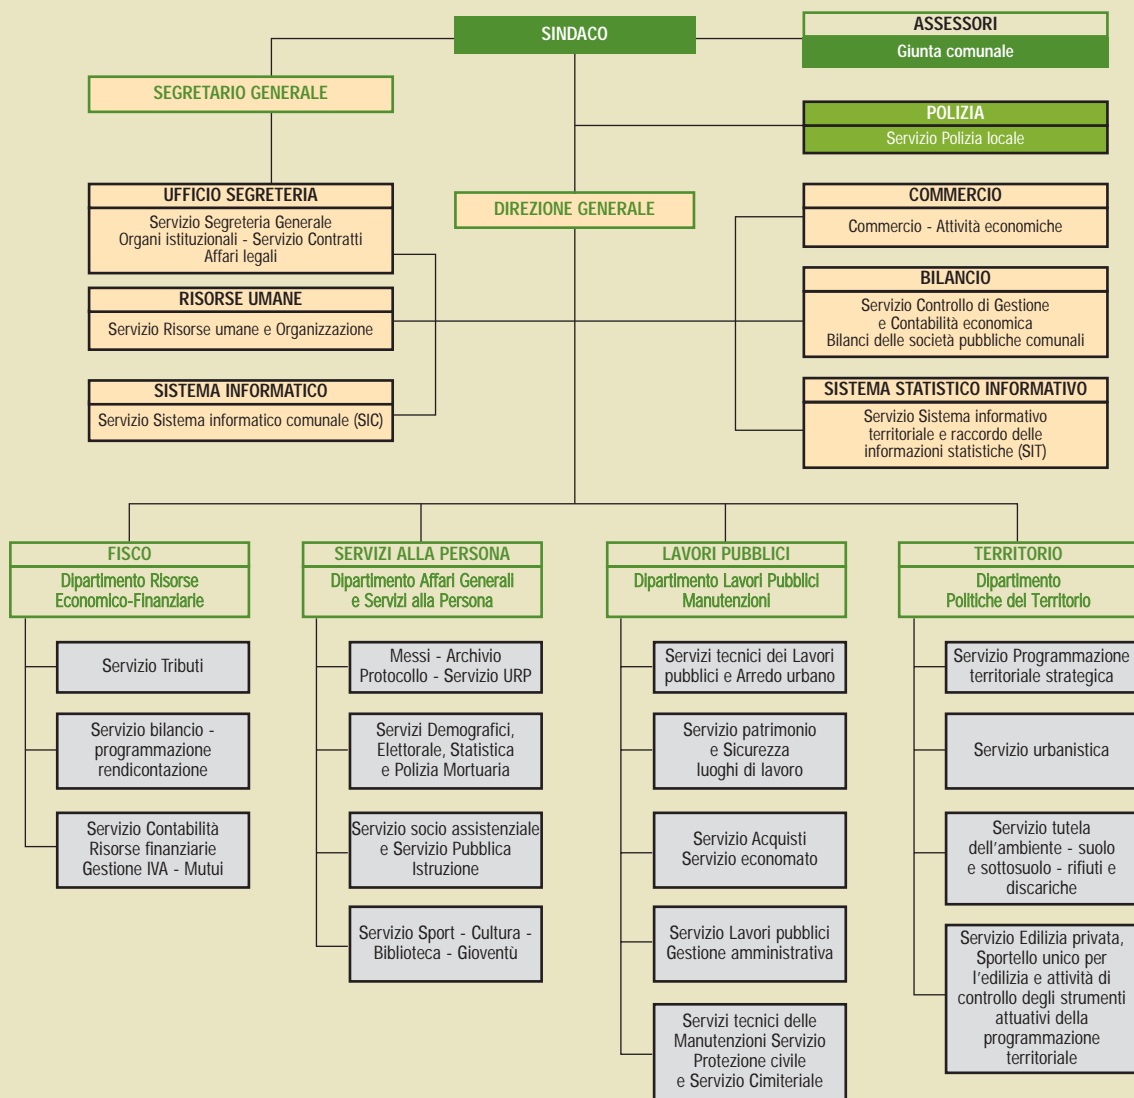 SINDACO
ASSESSORI
Giunta comunale
SEGRETARIO GENERALE
POLIZIA
Servizio Polizia locale
UFFICIO SEGRETERIA
Servizio Segreteria Generale
Organi istituzionali - Servizio Contratti
Affari legali
DIREZIONE GENERALE
COMMERCIO
Commercio - Attività economiche
RISORSE UMANE
Servizio Risorse umane e Organizzazione
BILANCIO
Servizio Controllo di Gestione
e Contabilità economica
Bilanci delle società pubbliche comunali
SISTEMA INFORMATICO
Servizio Sistema informatico comunale (SIC)
SISTEMA STATISTICO INFORMATIVO
Servizio Sistema informativo
territoriale e raccordo delle
informazioni statistiche (SIT)
FISCO
Dipartimento Risorse
Economico-Finanziarie
Servizio Tributi
Servizio bilancio -
programmazione
rendicontazione
Servizio Contabilità
Risorse finanziarie
Gestione IVA - Mutui
SERVIZI ALLA PERSONA
Dipartimento Affari Generali
e Servizi alla Persona
Messi - Archivio
Protocollo - Servizio URP
Servizi Demografici,
Elettorale, Statistica
e Polizia Mortuaria
Servizio socio assistenziale
e Servizio Pubblica
Istruzione
Servizio Sport - Cultura -
Biblioteca - Gioventù
LAVORI PUBBLICI
Dipartimento Lavori Pubblici
Manutenzioni
Servizi tecnici dei Lavori
pubblici e Arredo urbano
Servizio patrimonio
e Sicurezza
luoghi di lavoro
Servizio Acquisti
Servizio economato
Servizio Lavori pubblici
Gestione amministrativa
Servizi tecnici delle
Manutenzioni Servizio
Protezione civile
e Servizio Cimiteriale
TERRITORIO
Dipartimento
Politiche del Territorio
Servizio Programmazione
territoriale strategica
Servizio urbanistica
Servizio tutela
dell'ambiente - suolo
e sottosuolo - rifiuti e
discariche
Servizio Edilizia privata,
Sportello unico per
l'edilizia e attività di
controllo degli strumenti
attuativi della
programmazione
territoriale